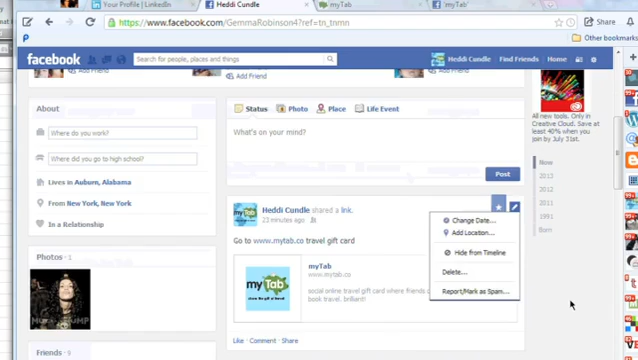 Your Profile | LinkedIn
Heddi Cundle
myTab
myTab
https://www.facebook.com/GemmaRobinson4?ref=tn_tnmn
Share
Other bookmarks
facebook
Search for people, places and things
Heddi Cundle
Find Friends
Home
Add Friend
Add Friend
Add Friend
About
Where do you work?
Where did you go to high school?
Lives in Auburn, Alabama
From New York, New York
In a Relationship
Photos · 1
Friends · 3
Status
Photo
Place
Life Event
What's on your mind?
Post
Heddi Cundle shared a link.
23 minutes ago
Go to www.mytab.co travel gift card
myTab
www.mytab.co
social online travel gift card where friends
book travel. brilliant!
myTab
Like · Comment · Share
Change Date...
Add Location...
Hide from Timeline
Delete...
Report/Mark as Spam...
All new tools. Only in
Creative Cloud. Save at
least 40% when you
join by July 31st.
Now
2013
2012
2011
1991
Born